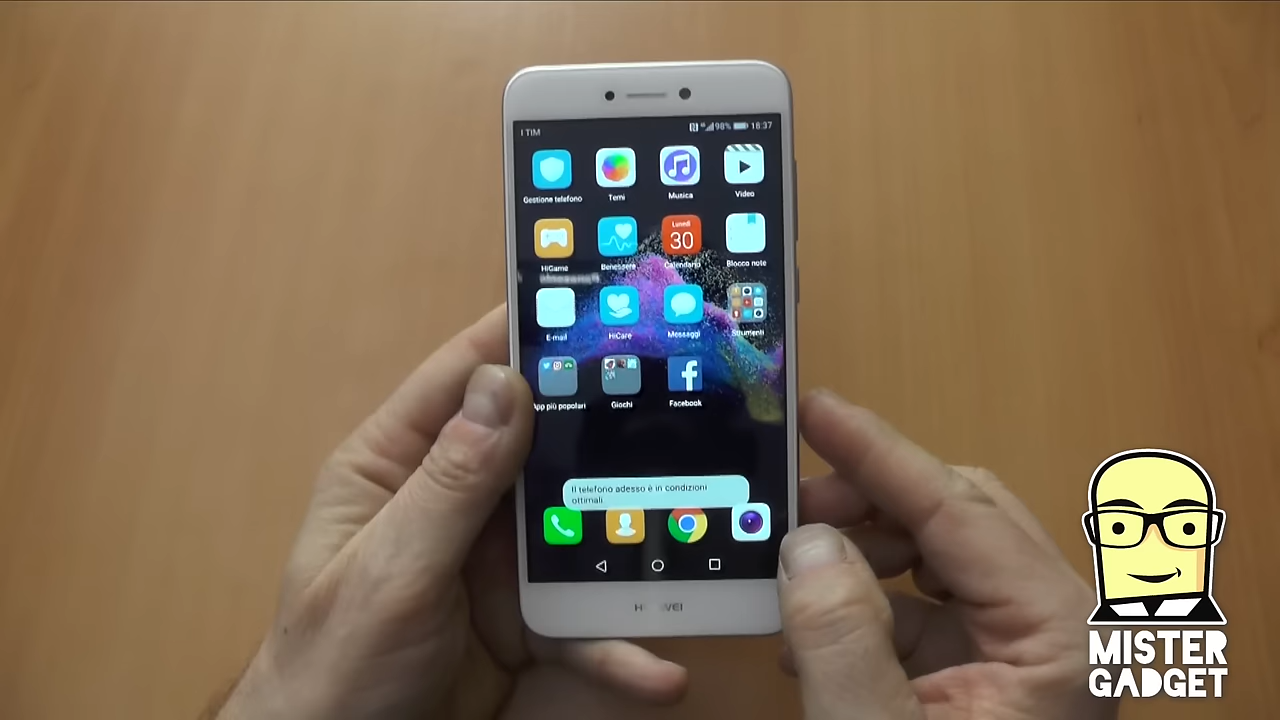 I TIM
98% 18:37
Gestione telefono
Temi
Musica
Video
HiGame
Benessere
Lunedì
30
Calendario
Blocco note
E-mail
HiCare
Messaggi
Strumenti
App più popolari
Giochi
Facebook
Il telefono adesso è in condizioni
ottimali
HUAWEI
MISTER
GADGET